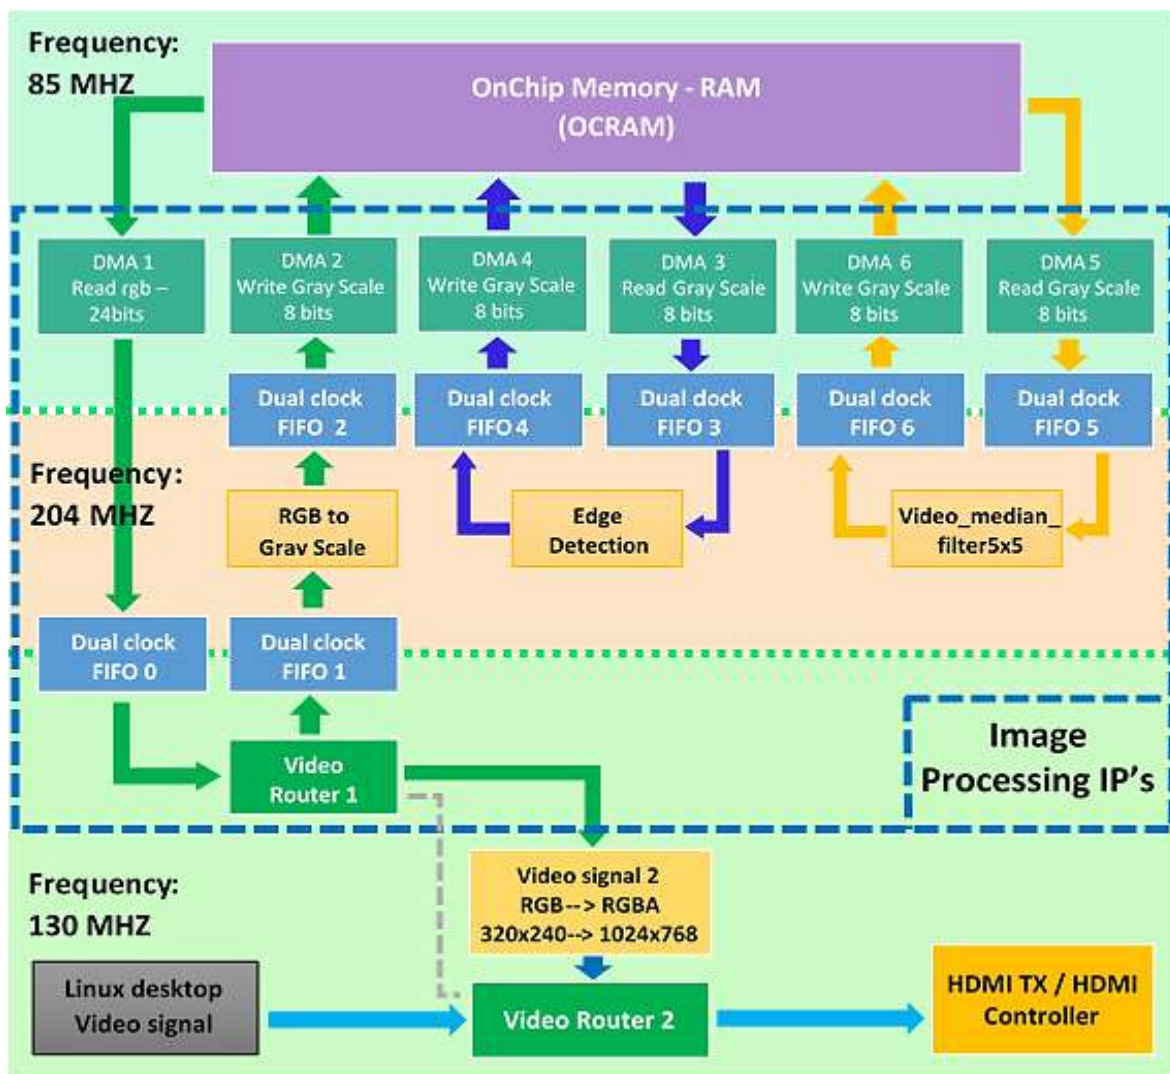 Frequency:
85 MHZ
OnChip Memory - RAM
(OCRAM)
DMA 1
Read rgb –
24bits
DMA 2
Write Gray Scale
8 bits
DMA 4
Write Gray Scale
8 bits
DMA 3
Read Gray Scale
8 bits
DMA 6
Write Gray Scale
8 bits
DMA 5
Read Gray Scale
8 bits
Dual clock
FIFO 2
Dual clock
FIFO 4
Dual dock
FIFO 3
Dual dock
FIFO 6
Dual dock
FIFO 5
Frequency:
204 MHZ
RGB to
Grav Scale
Edge
Detection
Video_median_
filter5x5
Dual clock
FIFO 0
Dual clock
FIFO 1
Video
Router 1
Image
Processing IP's
Frequency:
130 MHZ
Video signal 2
RGB--> RGBA
320x240--> 1024x768
Linux desktop
Video signal
Video Router 2
HDMI TX / HDMI
Controller